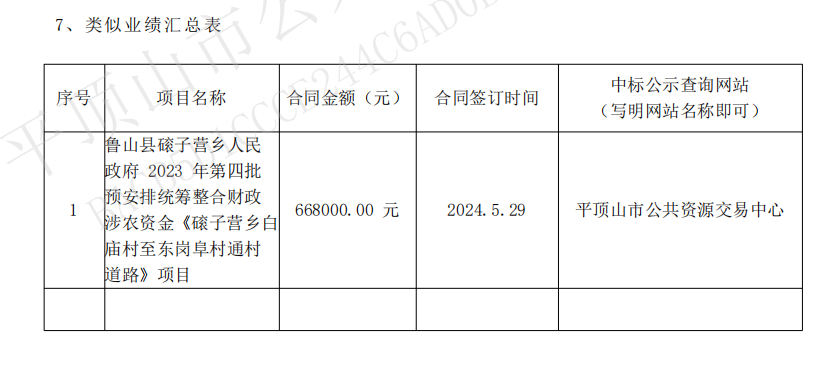 7、类似业绩汇总表
序号
项目名称
合同金额（元）
合同签订时间
中标公示查询网站
（写明网站名称即可）
1
鲁山县磙子营乡人民
政府 2023 年第四批
预安排统筹整合财政
涉农资金《磙子营乡白
庙村至东岗阜村通村
道路》项目
668000.00 元
2024.5.29
平顶山市公共资源交易中心
平顶山市公